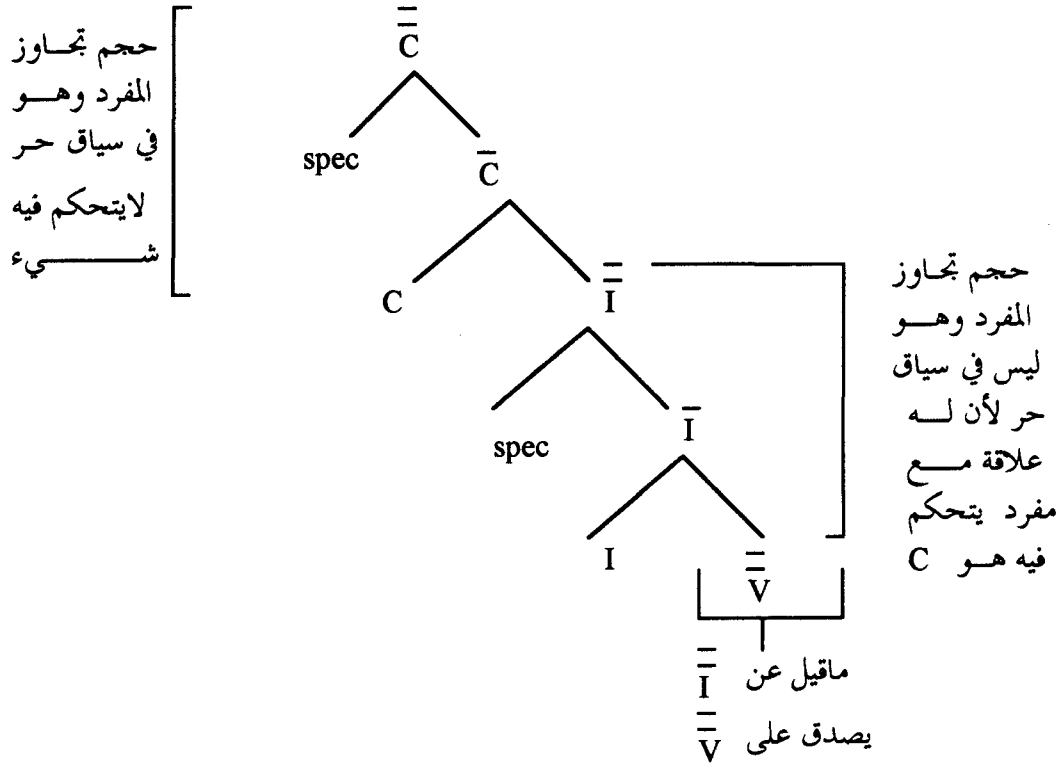 حجم تجاوز
المفرد وهو
في سياق حر
لايتحكم فيه
شيء
C̿
spec
C̄
C
I̿
spec
Ī
I
V̿
حجم تجاوز
المفرد وهو
ليس في سياق
حر لأن له
علاقة مع
مفرد يتحكم
فيه هو C
ماقيل عن I̿
يصدق على V̿